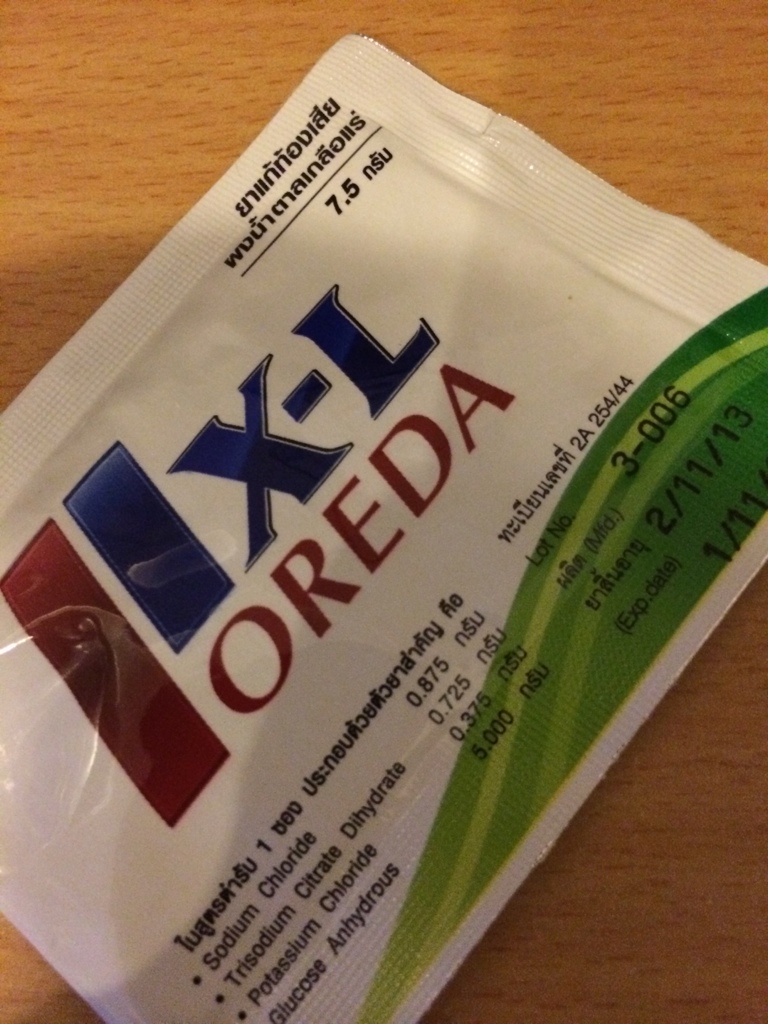 ยาแก้ท้องเสีย
ผงน้ำตาลเกลือแร่
7.5 กรัม
X-L
OREDA
ทะเบียนเลขที่ 2A 254/44
Lot No. 3-006
ผลิต (Mfd.) 2/11/13
ยาสิ้นอายุ 1/11/
(Exp.date)
ในสูตรตำรับ 1 ซอง ประกอบด้วยตัวยาสำคัญ คือ
• Sodium Chloride 0.875 กรัม
• Trisodium Citrate Dihydrate 0.725 กรัม
• Potassium Chloride 0.375 กรัม
Glucose Anhydrous 5.000 กรัม